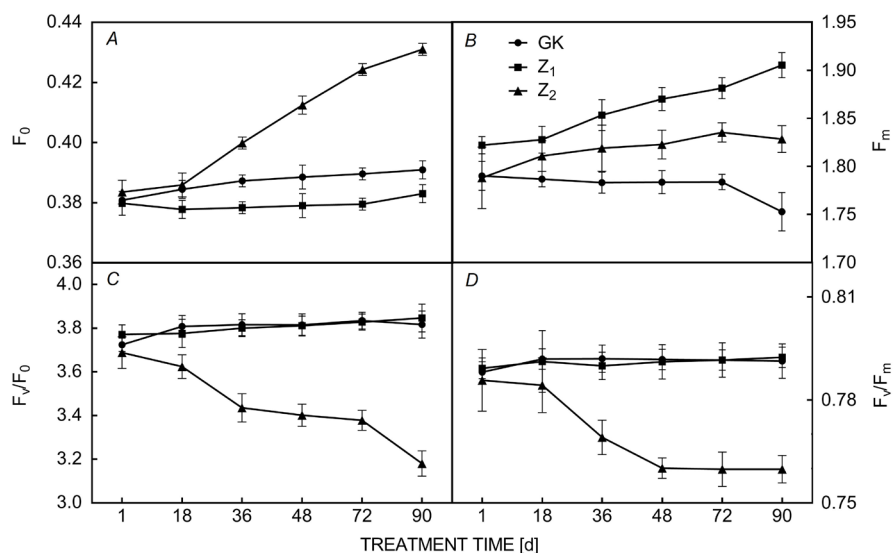 A
0.44
0.42
0.40
0.38
0.36
F₀
B
GK
Z₁
Z₂
1.95
1.90
1.85
1.80
1.75
1.70
Fₘ
C
4.0
3.8
3.6
3.4
3.2
3.0
Fᵥ/F₀
D
0.81
0.78
0.75
Fᵥ/Fₘ
1 18 36 48 72 90
1 18 36 48 72 90
TREATMENT TIME [d]